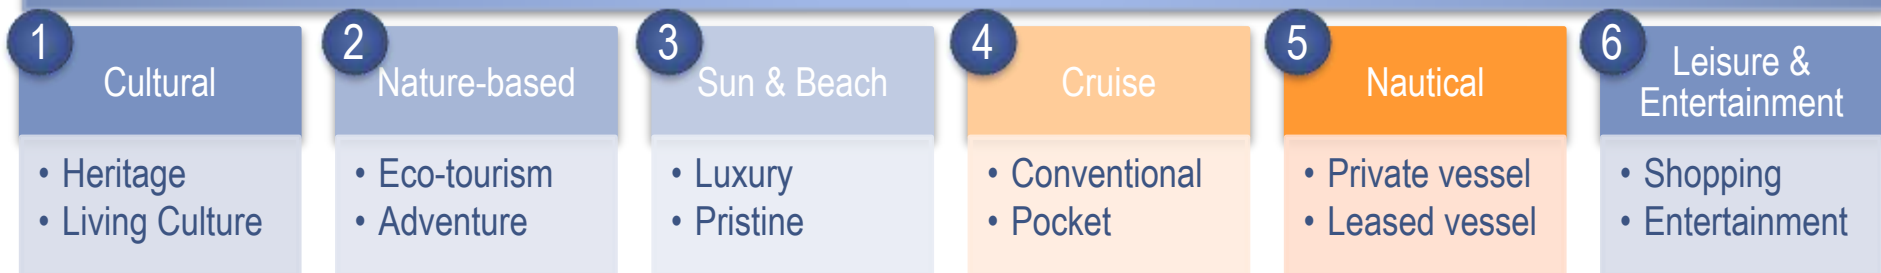 1
Cultural
• Heritage
• Living Culture
2
Nature-based
• Eco-tourism
• Adventure
3
Sun & Beach
• Luxury
• Pristine
4
Cruise
• Conventional
• Pocket
5
Nautical
• Private vessel
• Leased vessel
6
Leisure &
Entertainment
• Shopping
• Entertainment